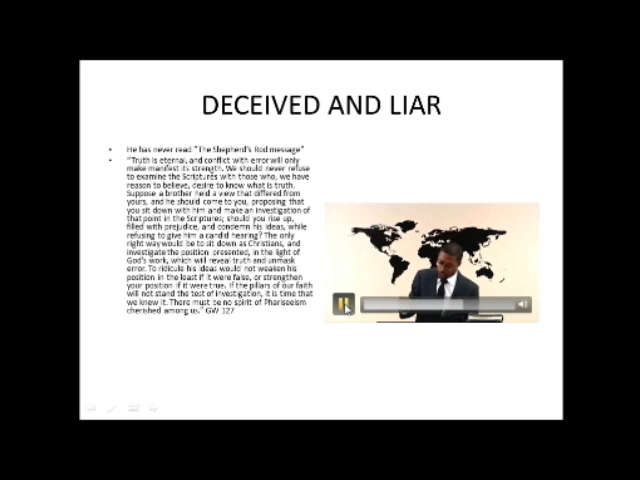 DECEIVED AND LIAR
• He has never read "The Shepherd's Rod message"
• "Truth is eternal, and conflict with error will only
make manifest its strength. We should never refuse
to examine the Scriptures with those who, we have
reason to believe, desire to know what is truth.
Suppose a brother held a view that differed from
yours, and he should come to you, proposing that
you sit down with him and make an investigation of
that point in the Scriptures; should you rise up,
filled with prejudice, and condemn his ideas, while
refusing to give him a candid hearing? The only
right way would be to sit down as Christians, and
investigate the position presented, in the light of
God's work, which will reveal truth and unmask
error. To ridicule his ideas would not weaken his
position in the least if it were false, or strengthen
your position if it were true. If the pillars of our faith
will not stand the test of investigation, it is time that
we knew it. There must be no spirit of Phariseeism
cherished among us." GW 127